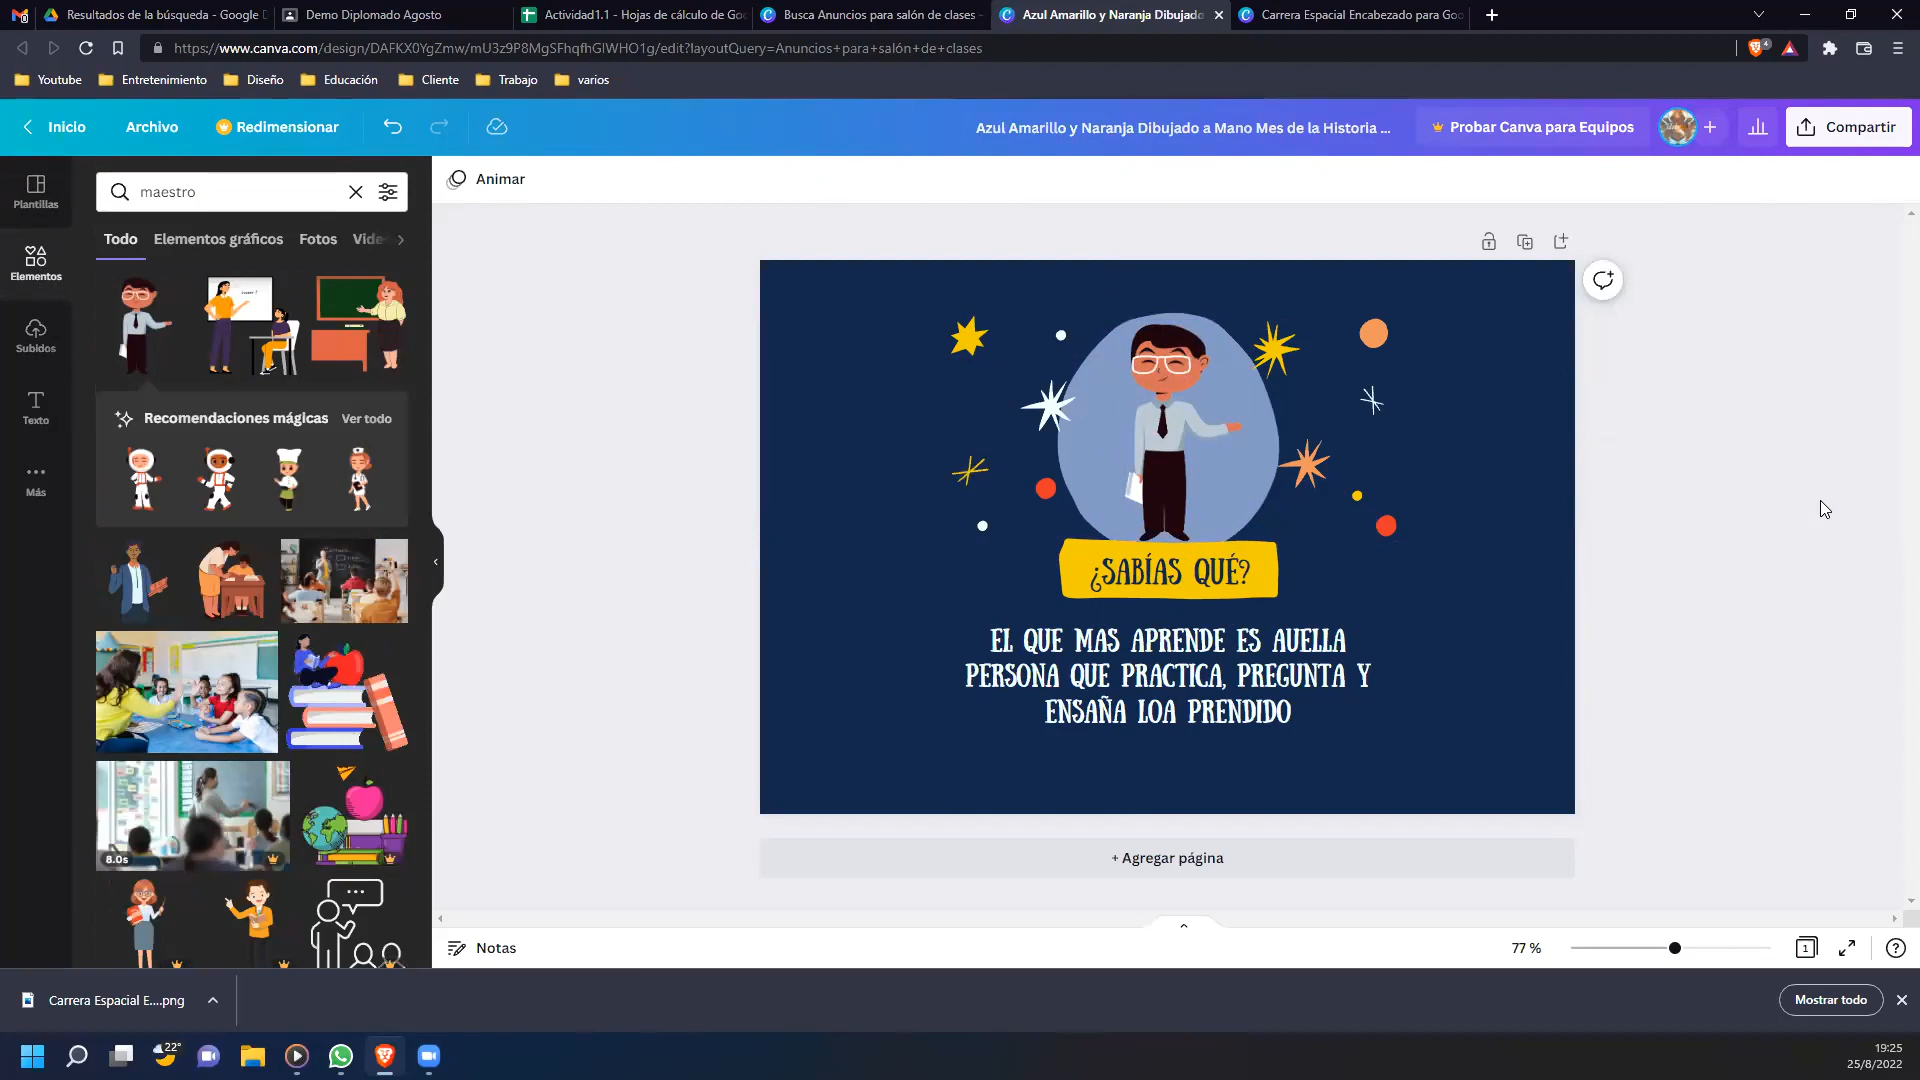 Resultados de la búsqueda - Google D
Demo Diplomado Agosto
Actividad1.1 - Hojas de cálculo de Go
Busca Anuncios para salón de clases -
Azul Amarillo y Naranja Dibujado
Carrera Espacial Encabezado para Goo
https://www.canva.com/design/DAFKX0YgZmw/mU3z9P8MgSFhqfhGIWHO1g/edit?layoutQuery=Anuncios+para+salón+de+clases
4
Youtube
Entretenimiento
Diseño
Educación
Cliente
Trabajo
varios
Inicio
Archivo
Redimensionar
Azul Amarillo y Naranja Dibujado a Mano Mes de la Historia ...
Probar Canva para Equipos
Compartir
Plantillas
Elementos
Subidos
Texto
Más
maestro
Todo
Elementos gráficos
Fotos
Vide
Recomendaciones mágicas
Ver todo
8.0s
Animar
¿SABÍAS QUÉ?
EL QUE MAS APRENDE ES AUELLA
PERSONA QUE PRACTICA, PREGUNTA Y
ENSAÑA LOA PRENDIDO
+ Agregar página
Notas
77 %
1
Carrera Espacial E....png
Mostrar todo
22°
19:25
25/8/2022